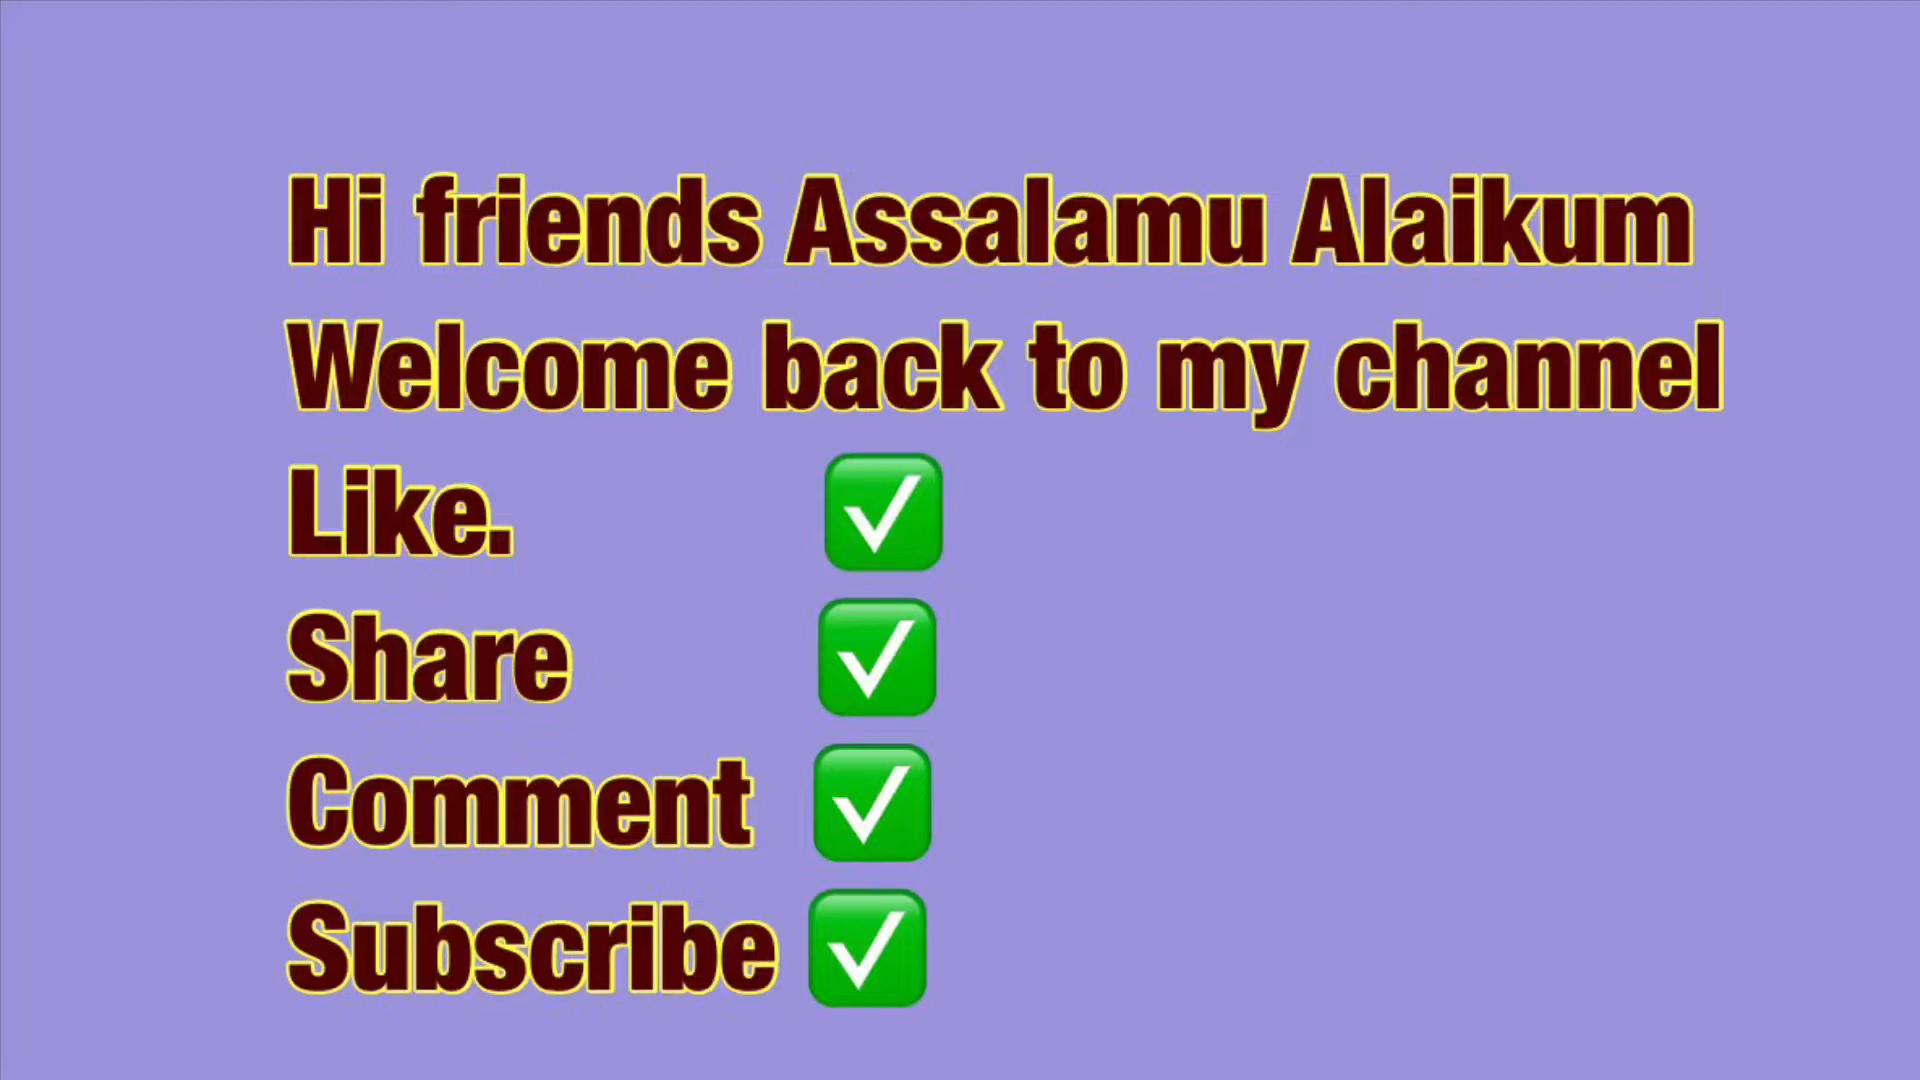 Hi friends Assalamu Alaikum
Welcome back to my channel
Like. ✅
Share ✅
Comment ✅
Subscribe ✅